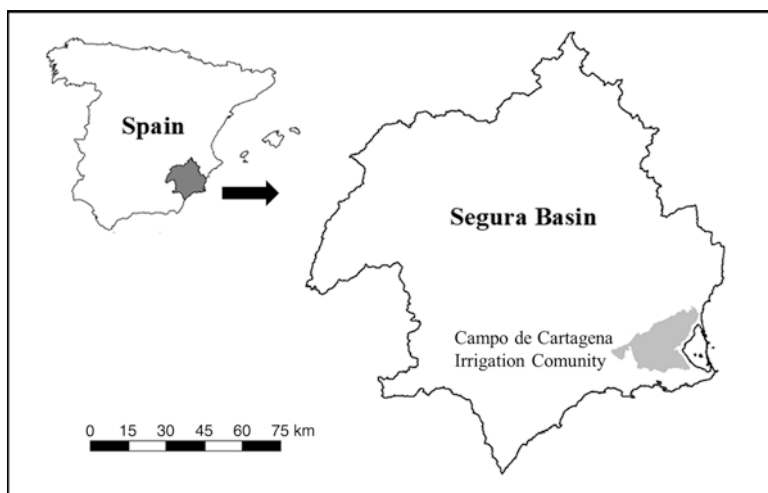 Spain
Segura Basin
Campo de Cartagena
Irrigation Comunity
0 15 30 45 60 75 km